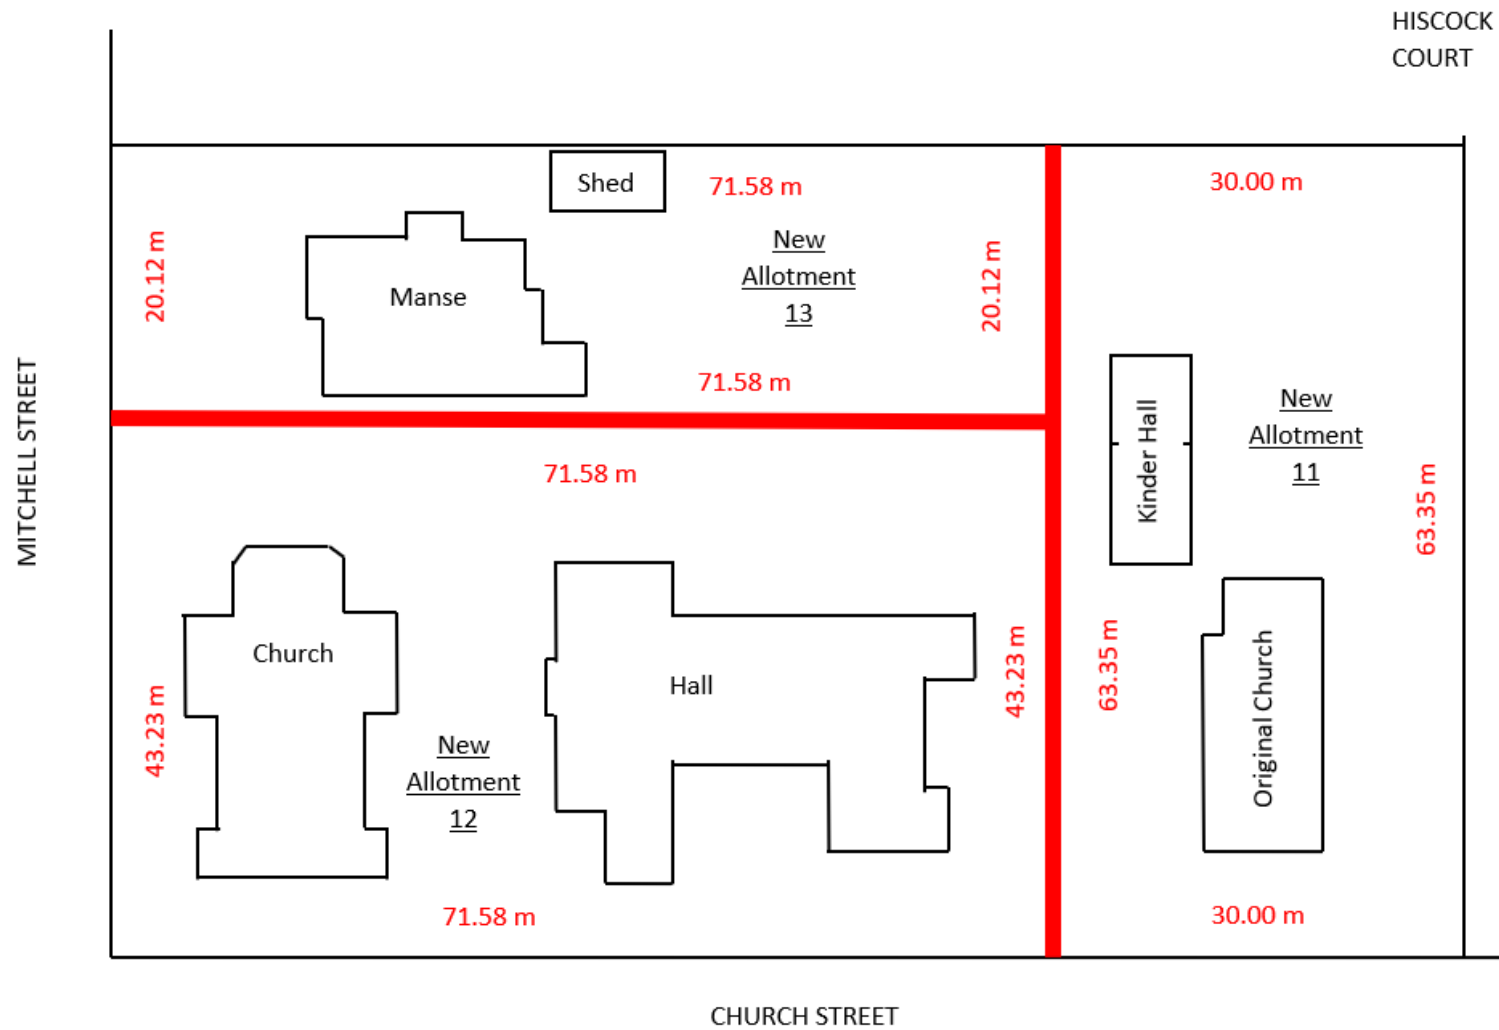 HISCOCK
COURT
Shed
71.58 m
30.00 m
20.12 m
New
Allotment
13
20.12 m
Manse
71.58 m
MITCHELL STREET
Kinder Hall
New
Allotment
11
63.35 m
71.58 m
Church
Hall
43.23 m
43.23 m
63.35 m
Original Church
New
Allotment
12
71.58 m
30.00 m
CHURCH STREET